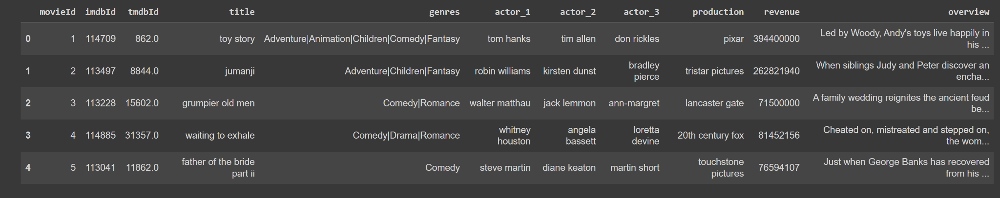 movieId imdbId tmdbId title genres actor_1 actor_2 actor_3 production revenue overview
0 1 114709 862.0 toy story Adventure|Animation|Children|Comedy|Fantasy tom hanks tim allen don rickles pixar 394400000 Led by Woody, Andy's toys live happily in
his ...
1 2 113497 8844.0 jumanji Adventure|Children|Fantasy robin williams kirsten dunst bradley
pierce tristar pictures 262821940 When siblings Judy and Peter discover an
encha...
2 3 113228 15602.0 grumpier old men Comedy|Romance walter matthau jack lemmon ann-margret lancaster gate 71500000 A family wedding reignites the ancient feud
be...
3 4 114885 31357.0 waiting to exhale Comedy|Drama|Romance whitney
houston angela
bassett loretta
devine 20th century fox 81452156 Cheated on, mistreated and stepped on,
the wom...
4 5 113041 11862.0 father of the bride
part ii Comedy steve martin diane keaton martin short touchstone
pictures 76594107 Just when George Banks has recovered
from his ...